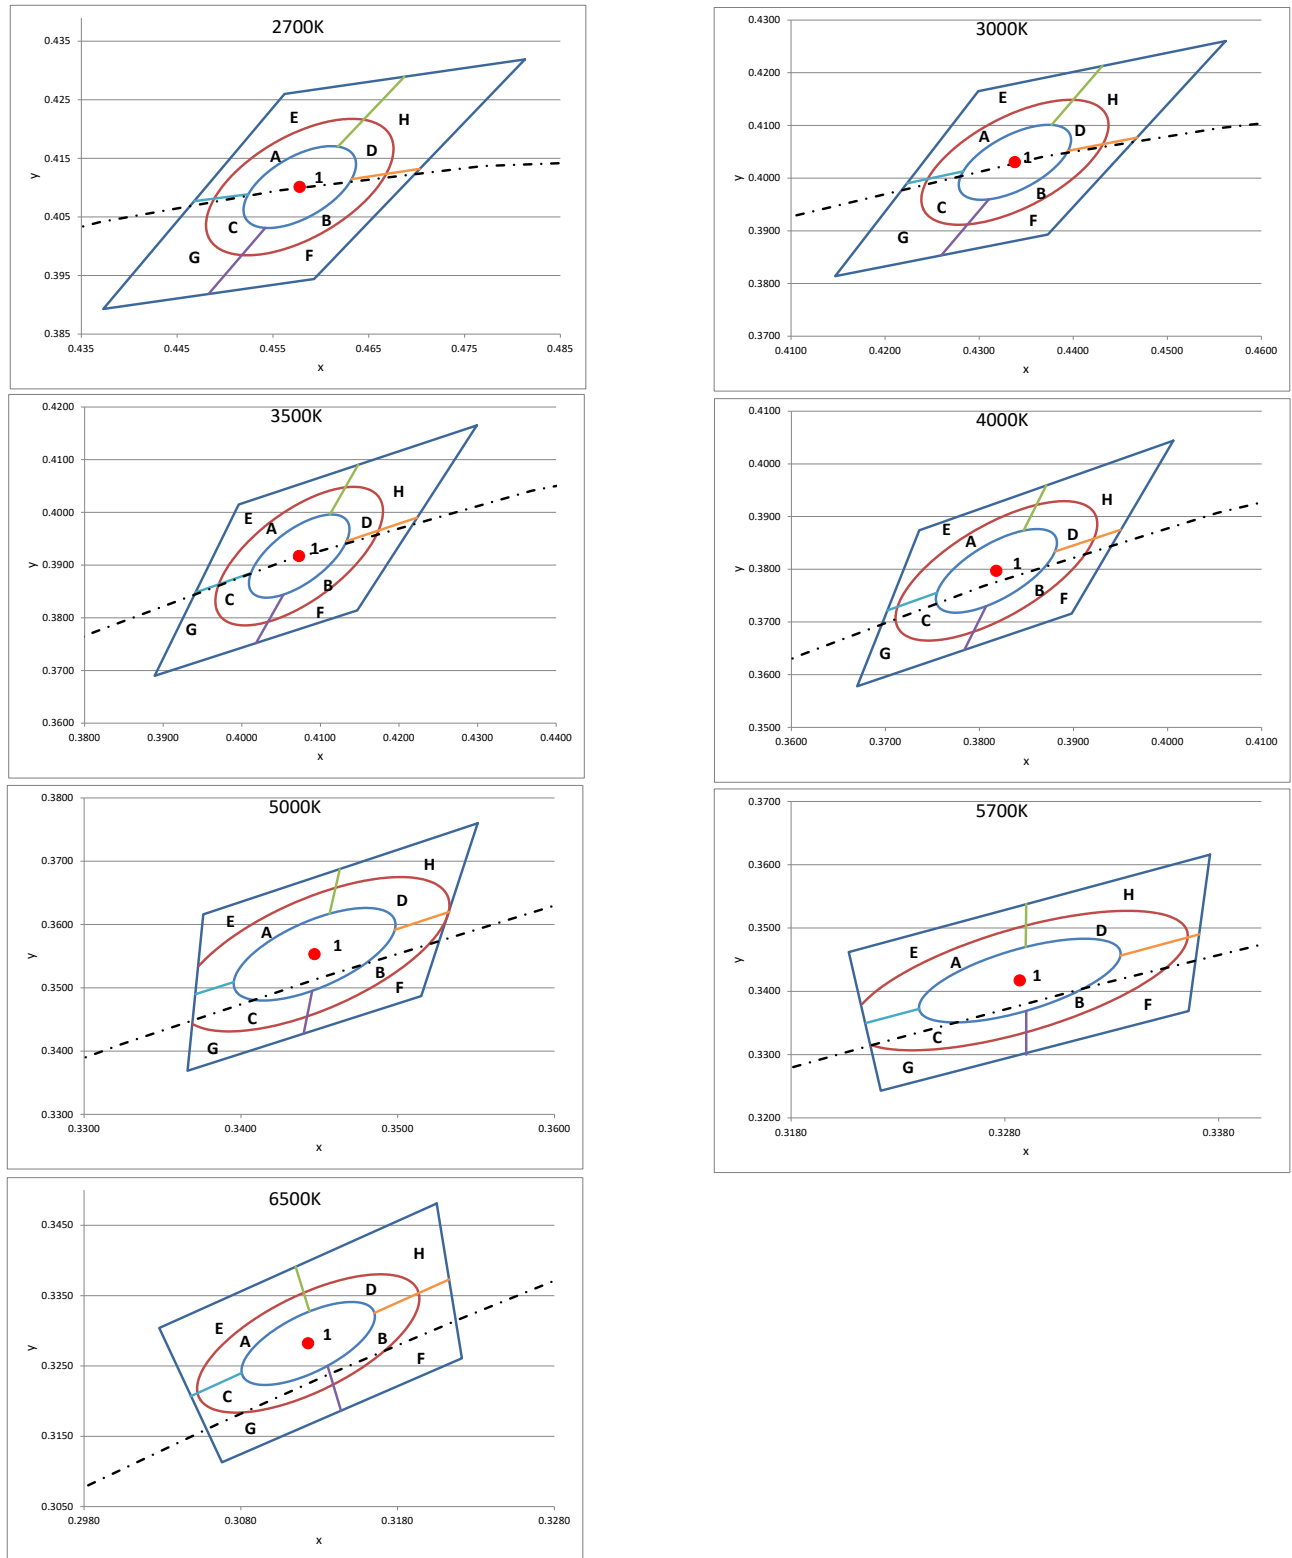 2700K
0.435
0.425
0.415
0.405
0.395
0.385
y
E
H
A
D
1
C
B
G
F
0.435 0.445 0.455 0.465 0.475 0.485
x
3000K
0.4300
0.4200
0.4100
0.4000
0.3900
0.3800
0.3700
y
E
H
A
D
1
B
C
F
G
0.4100 0.4200 0.4300 0.4400 0.4500 0.4600
x
3500K
0.4200
0.4100
0.4000
0.3900
0.3800
0.3700
0.3600
y
H
E
A
D
1
B
C
F
G
0.3800 0.3900 0.4000 0.4100 0.4200 0.4300 0.4400
x
4000K
0.4100
0.4000
0.3900
0.3800
0.3700
0.3600
0.3500
y
H
E
A
D
1
B
F
C
G
0.3600 0.3700 0.3800 0.3900 0.4000 0.4100
x
5000K
0.3800
0.3700
0.3600
0.3500
0.3400
0.3300
y
H
D
E
A
1
B
F
C
G
0.3300 0.3400 0.3500 0.3600
x
5700K
0.3700
0.3600
0.3500
0.3400
0.3300
0.3200
y
H
D
E
A
1
B
F
C
G
0.3180 0.3280 0.3380
x
6500K
0.3450
0.3350
0.3250
0.3150
0.3050
y
H
D
E
A
1
B
F
C
G
0.2980 0.3080 0.3180 0.3280
x